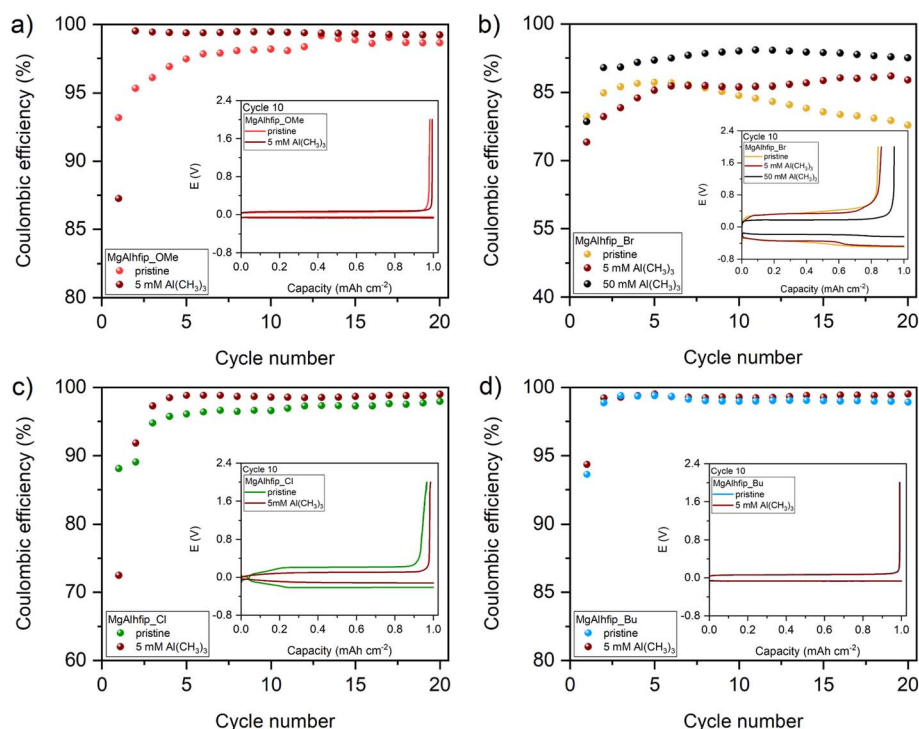 a)
Coulombic efficiency (%)
100
95
90
85
80
0
5
10
15
20
Cycle number
MgAlhfip_OMe
pristine
5 mM Al(CH₃)₃
Cycle 10
MgAlhfip_OMe
pristine
5 mM Al(CH₃)₃
E (V)
2.4
1.6
0.8
0.0
-0.8
0.0
0.2
0.4
0.6
0.8
1.0
Capacity (mAh cm⁻²)
b)
Coulombic efficiency (%)
100
85
70
55
40
0
5
10
15
20
Cycle number
MgAlhfip_Br
pristine
5 mM Al(CH₃)₃
50 mM Al(CH₃)₃
Cycle 10
MgAlhfip_Br
pristine
5 mM Al(CH₃)₃
50 mM Al(CH₃)₃
E (V)
2.4
1.6
0.8
0.0
-0.8
0.0
0.2
0.4
0.6
0.8
1.0
Capacity (mAh cm⁻²)
c)
Coulombic efficiency (%)
100
90
80
70
60
0
5
10
15
20
Cycle number
MgAlhfip_Cl
pristine
5 mM Al(CH₃)₃
Cycle 10
MgAlhfip_Cl
pristine
5mM Al(CH₃)₃
E (V)
2.4
1.6
0.8
0.0
-0.8
0.0
0.2
0.4
0.6
0.8
1.0
Capacity (mAh cm⁻²)
d)
Coulombic efficiency (%)
100
95
90
85
80
0
5
10
15
20
Cycle number
MgAlhfip_Bu
pristine
5 mM Al(CH₃)₃
Cycle 10
MgAlhfip_Bu
pristine
5 mM Al(CH₃)₃
E (V)
2.4
1.6
0.8
0.0
-0.8
0.0
0.2
0.4
0.6
0.8
1.0
Capacity (mAh cm⁻²)